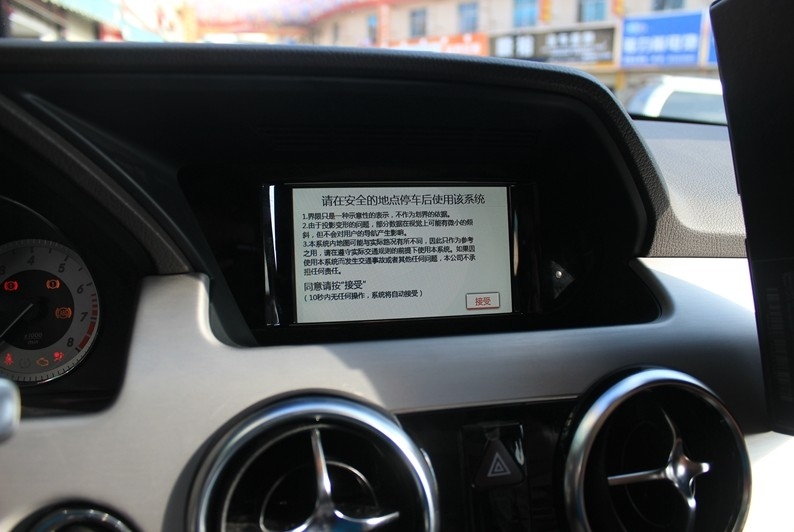 请在安全的地点停车后使用该系统
1.界限只是一种示意性的表示，不作为划界的依据。
2.由于投影变形的问题，部分数据在视觉上可能有微小的倾
斜，但不会对用户的导航产生影响。
3.本系统内地图可能与实际路况有所不同，因此只作为参考
之用，请在遵守实际交通规则的前提下使用本系统。如果因
使用本系统而发生交通事故或者其他任何问题，本公司不承
担任何责任。
同意请按"接受"
（10秒内无任何操作，系统将自动接受）
接受
4
5
6
7
8